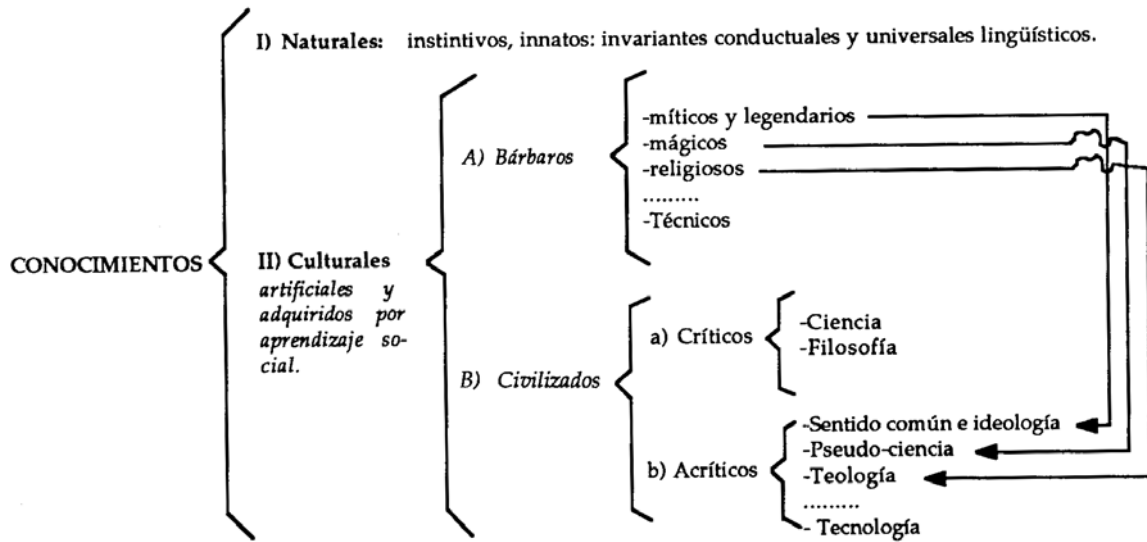 I) Naturales: instintivos, innatos: invariantes conductuales y universales lingüísticos.
CONOCIMIENTOS
II) Culturales
artificiales y
adquiridos por
aprendizaje so-
cial.
A) Bárbaros
-míticos y legendarios
-mágicos
-religiosos
.........
-Técnicos
B) Civilizados
a) Críticos
-Ciencia
-Filosofía
b) Acríticos
-Sentido común e ideología
-Pseudo-ciencia
-Teología
.........
- Tecnología